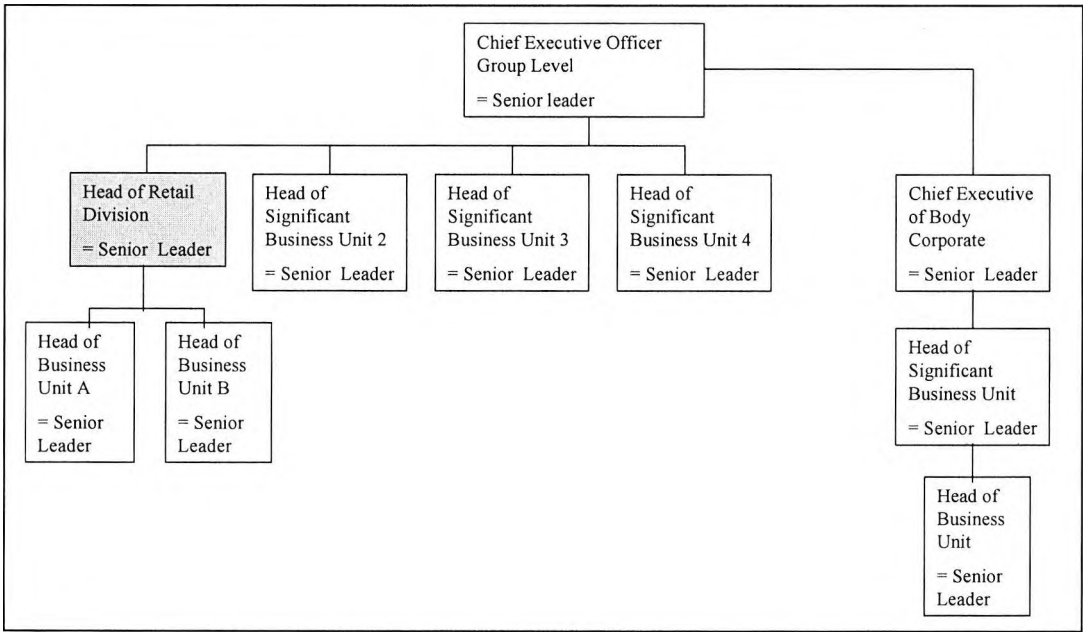 Chief Executive Officer
Group Level
= Senior leader
Head of Retail
Division
= Senior Leader
Head of
Significant
Business Unit 2
= Senior Leader
Head of
Significant
Business Unit 3
= Senior Leader
Head of
Significant
Business Unit 4
= Senior Leader
Chief Executive
of Body
Corporate
= Senior Leader
Head of
Business
Unit A
= Senior
Leader
Head of
Business
Unit B
= Senior
Leader
Head of
Significant
Business Unit
= Senior Leader
Head of
Business
Unit
= Senior
Leader